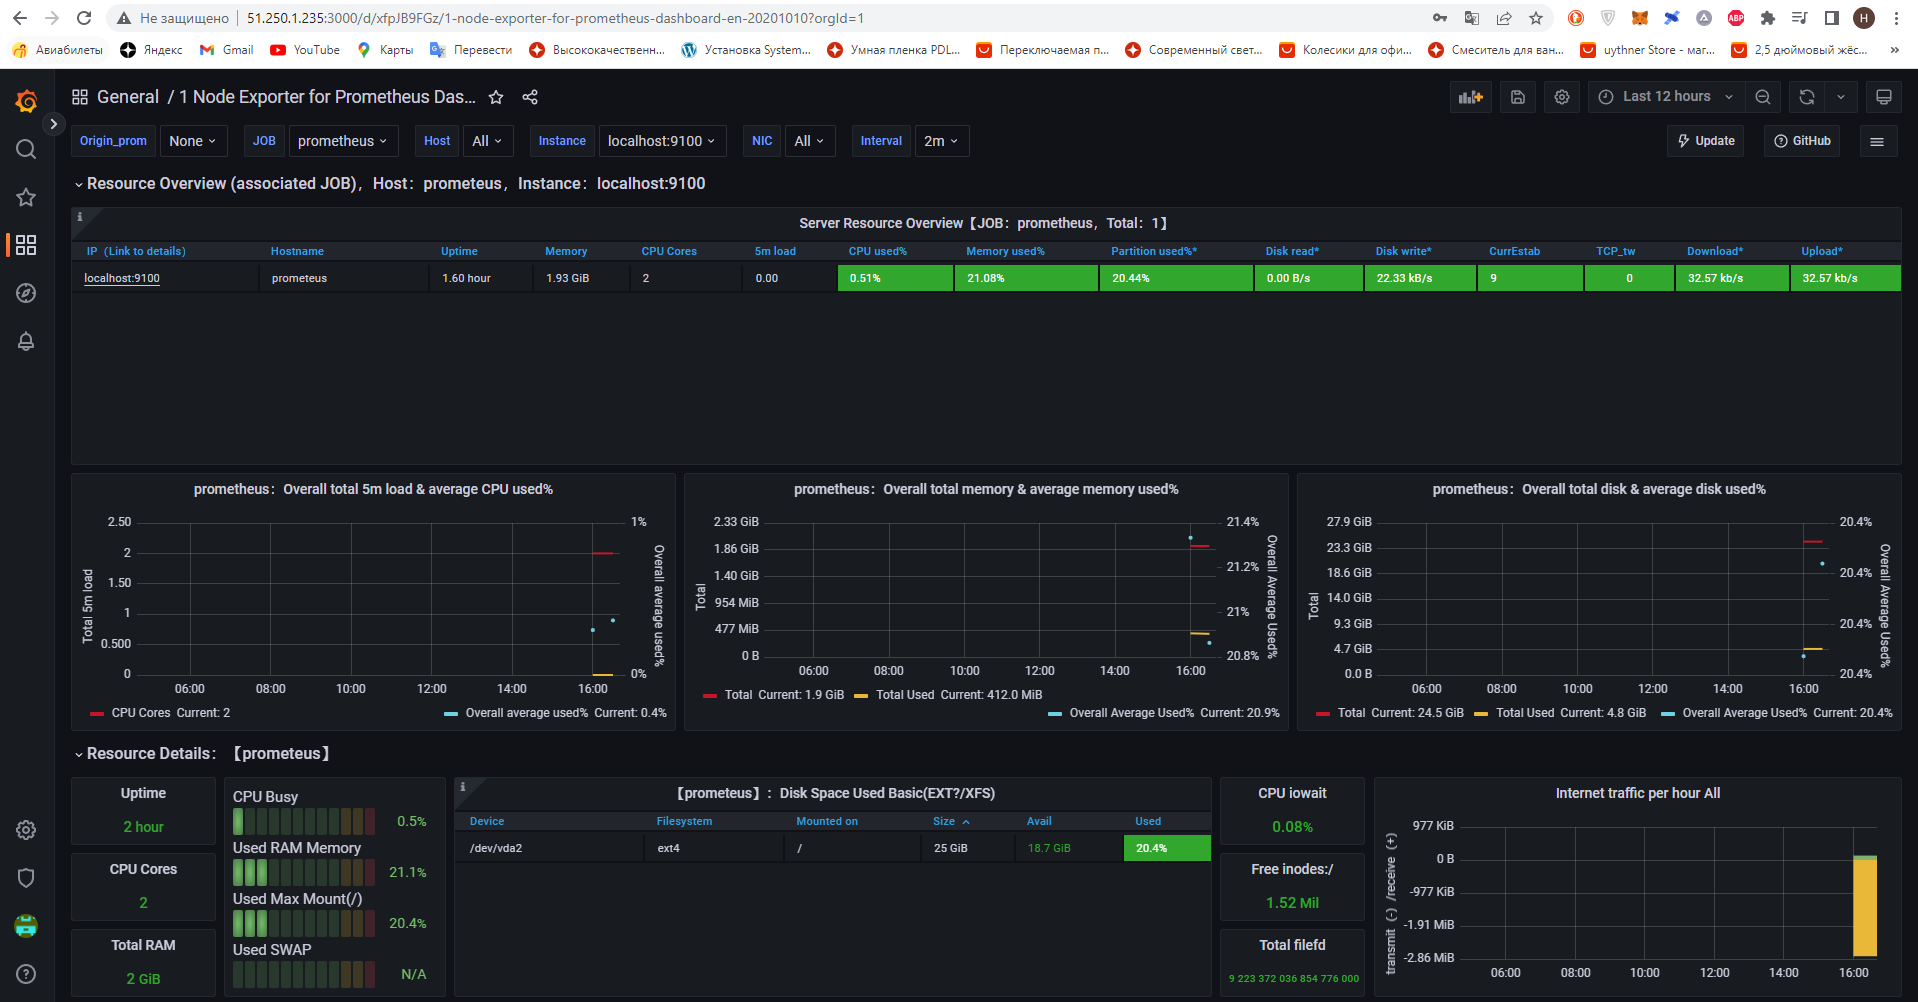 Не защищено 51.250.1.235:3000/d/xfpJB9FGz/1-node-exporter-for-prometheus-dashboard-en-20201010?orgId=1
ABP
H
Авиабилеты Яндекс Gmail YouTube Карты Перевести Высококачественн... Установка System... Умная пленка PDL... Переключаемая п... Современный свет... Колесики для офи... Смеситель для ван... uythner Store - маг... 2,5 дюймовый жёс... »
General / 1 Node Exporter for Prometheus Das...
Last 12 hours
Origin_prom None JOB prometheus Host All Instance localhost:9100 NIC All Interval 2m
Update GitHub
Resource Overview (associated JOB), Host: prometeus, Instance: localhost:9100
Server Resource Overview【JOB: prometheus, Total: 1】
IP (Link to details) Hostname Uptime Memory CPU Cores 5m load CPU used% Memory used% Partition used%* Disk read* Disk write* CurrEstab TCP_tw Download* Upload*
localhost:9100 prometeus 1.60 hour 1.93 GiB 2 0.00 0.51% 21.08% 20.44% 0.00 B/s 22.33 kB/s 9 0 32.57 kb/s 32.57 kb/s
prometheus: Overall total 5m load & average CPU used%
2.50
2
1.50
1
0.500
0
Total 5m load
1%
0%
Overall average used%
06:00 08:00 10:00 12:00 14:00 16:00
CPU Cores Current: 2
Overall average used% Current: 0.4%
prometheus: Overall total memory & average memory used%
2.33 GiB
1.86 GiB
1.40 GiB
954 MiB
477 MiB
0 B
Total
21.4%
21.2%
21%
20.8%
Overall Average Used%
06:00 08:00 10:00 12:00 14:00 16:00
Total Current: 1.9 GiB Total Used Current: 412.0 MiB
Overall Average Used% Current: 20.9%
prometheus: Overall total disk & average disk used%
27.9 GiB
23.3 GiB
18.6 GiB
14.0 GiB
9.3 GiB
4.7 GiB
0.0 B
Total
20.4%
20.4%
20.4%
20.4%
Overall Average Used%
06:00 08:00 10:00 12:00 14:00 16:00
Total Current: 24.5 GiB Total Used Current: 4.8 GiB Overall Average Used% Current: 20.4%
Resource Details: 【prometeus】
Uptime
2 hour
CPU Cores
2
Total RAM
2 GiB
CPU Busy
0.5%
Used RAM Memory
21.1%
Used Max Mount(/)
20.4%
Used SWAP
N/A
【prometeus】: Disk Space Used Basic(EXT?/XFS)
Device Filesystem Mounted on Size Avail Used
/dev/vda2 ext4 / 25 GiB 18.7 GiB 20.4%
CPU iowait
0.08%
Free inodes:/
1.52 Mil
Total filefd
9 223 372 036 854 776 000
Internet traffic per hour All
977 KiB
0 B
-977 KiB
-1.91 MiB
-2.86 MiB
transmit (-) /receive (+)
06:00 08:00 10:00 12:00 14:00 16:00